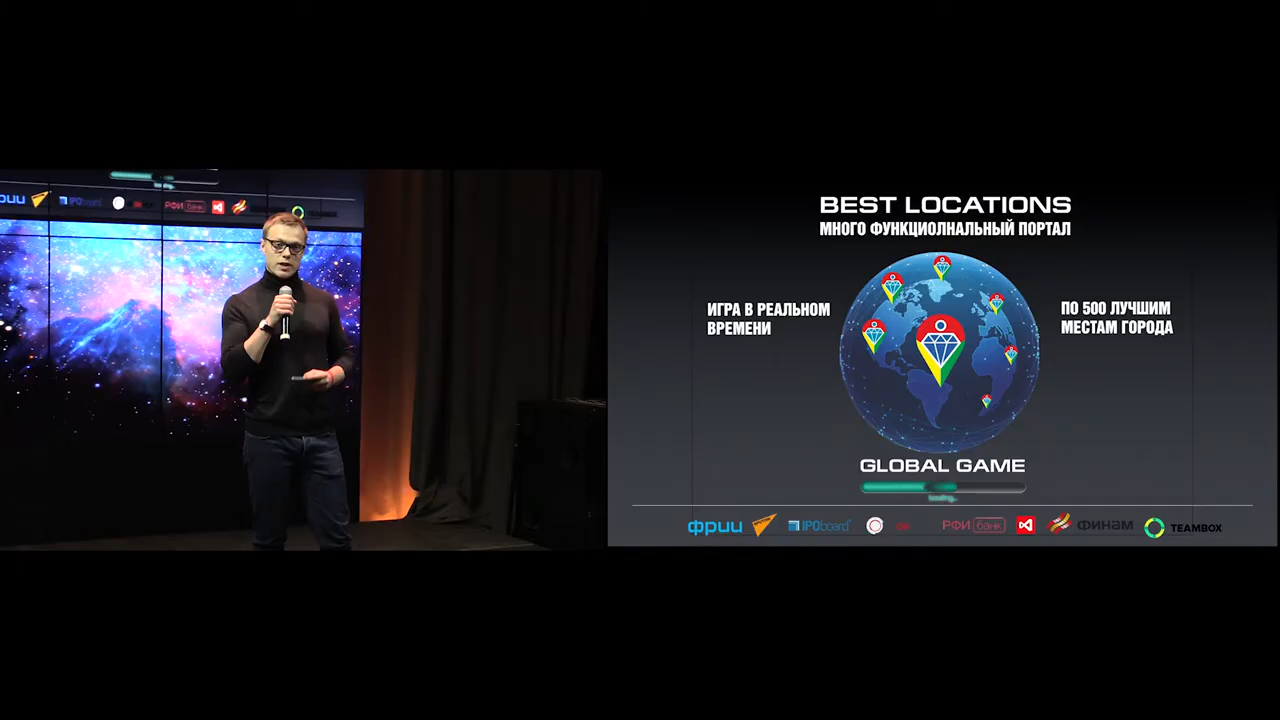 BEST LOCATIONS
МНОГО ФУНКЦИОЛНАЛЬНЫЙ ПОРТАЛ
ИГРА В РЕАЛЬНОМ
ВРЕМЕНИ
ПО 500 ЛУЧШИМ
МЕСТАМ ГОРОДА
GLOBAL GAME
loading...
фрии IPOboard РФИ банк ФИНАМ TEAMBOX